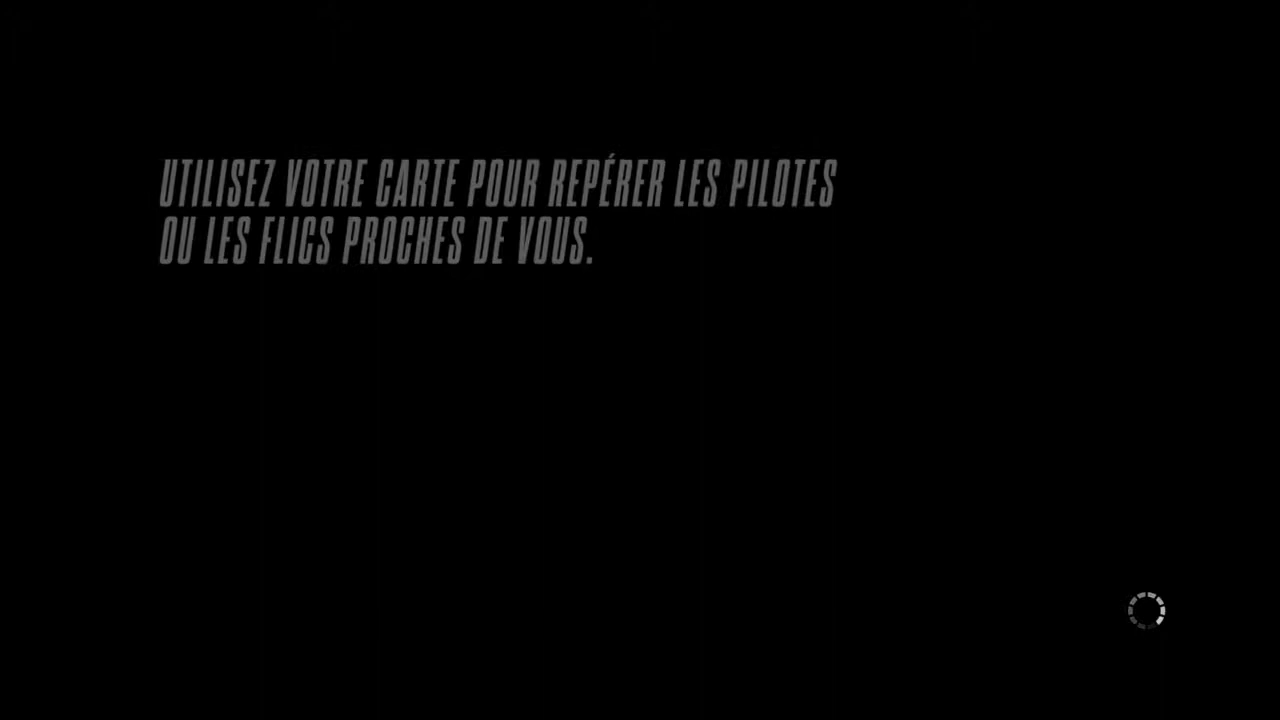 UTILISEZ VOTRE CARTE POUR REPÉRER LES PILOTES
OU LES FLICS PROCHES DE VOUS.